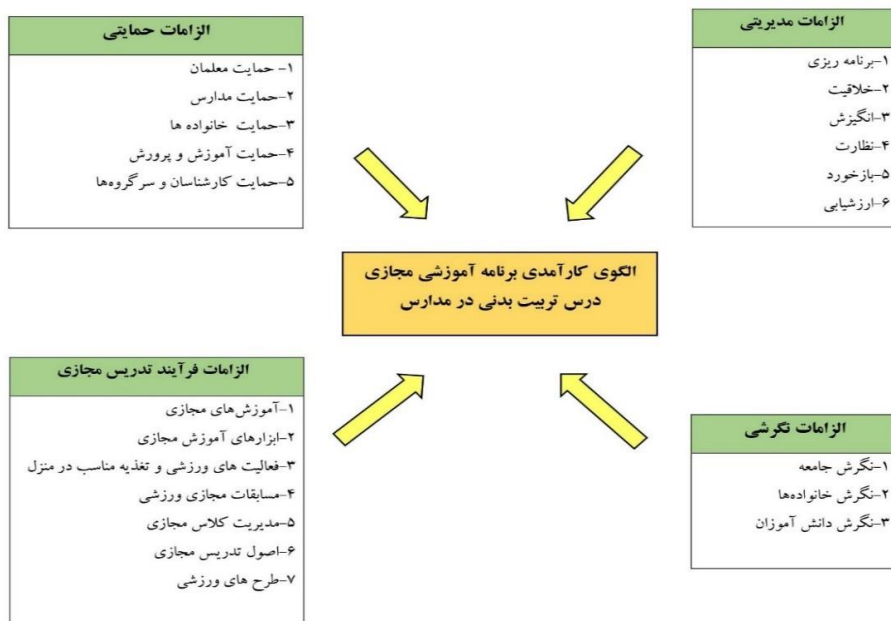 الزامات مدیریتی
۱-برنامه ریزی
۲-خلاقیت
۳-انگیزش
۴-نظارت
۵-بازخورد
۶-ارزشیابی
الزامات حمایتی
۱- حمایت معلمان
۲-حمایت مدارس
۳-حمایت خانواده ها
۴-حمایت آموزش و پرورش
۵-حمایت کارشناسان و سرگروه‌ها
الگوی کارآمدی برنامه آموزشی مجازی
درس تربیت بدنی در مدارس
الزامات نگرشی
۱-نگرش جامعه
۲-نگرش خانواده‌ها
۳-نگرش دانش آموزان
الزامات فرآیند تدریس مجازی
۱-آموزش‌های مجازی
۲-ابزارهای آموزش مجازی
۳-فعالیت های ورزشی و تغذیه مناسب در منزل
۴-مسابقات مجازی ورزشی
۵-مدیریت کلاس مجازی
۶-اصول تدریس مجازی
۷-طرح های ورزشی